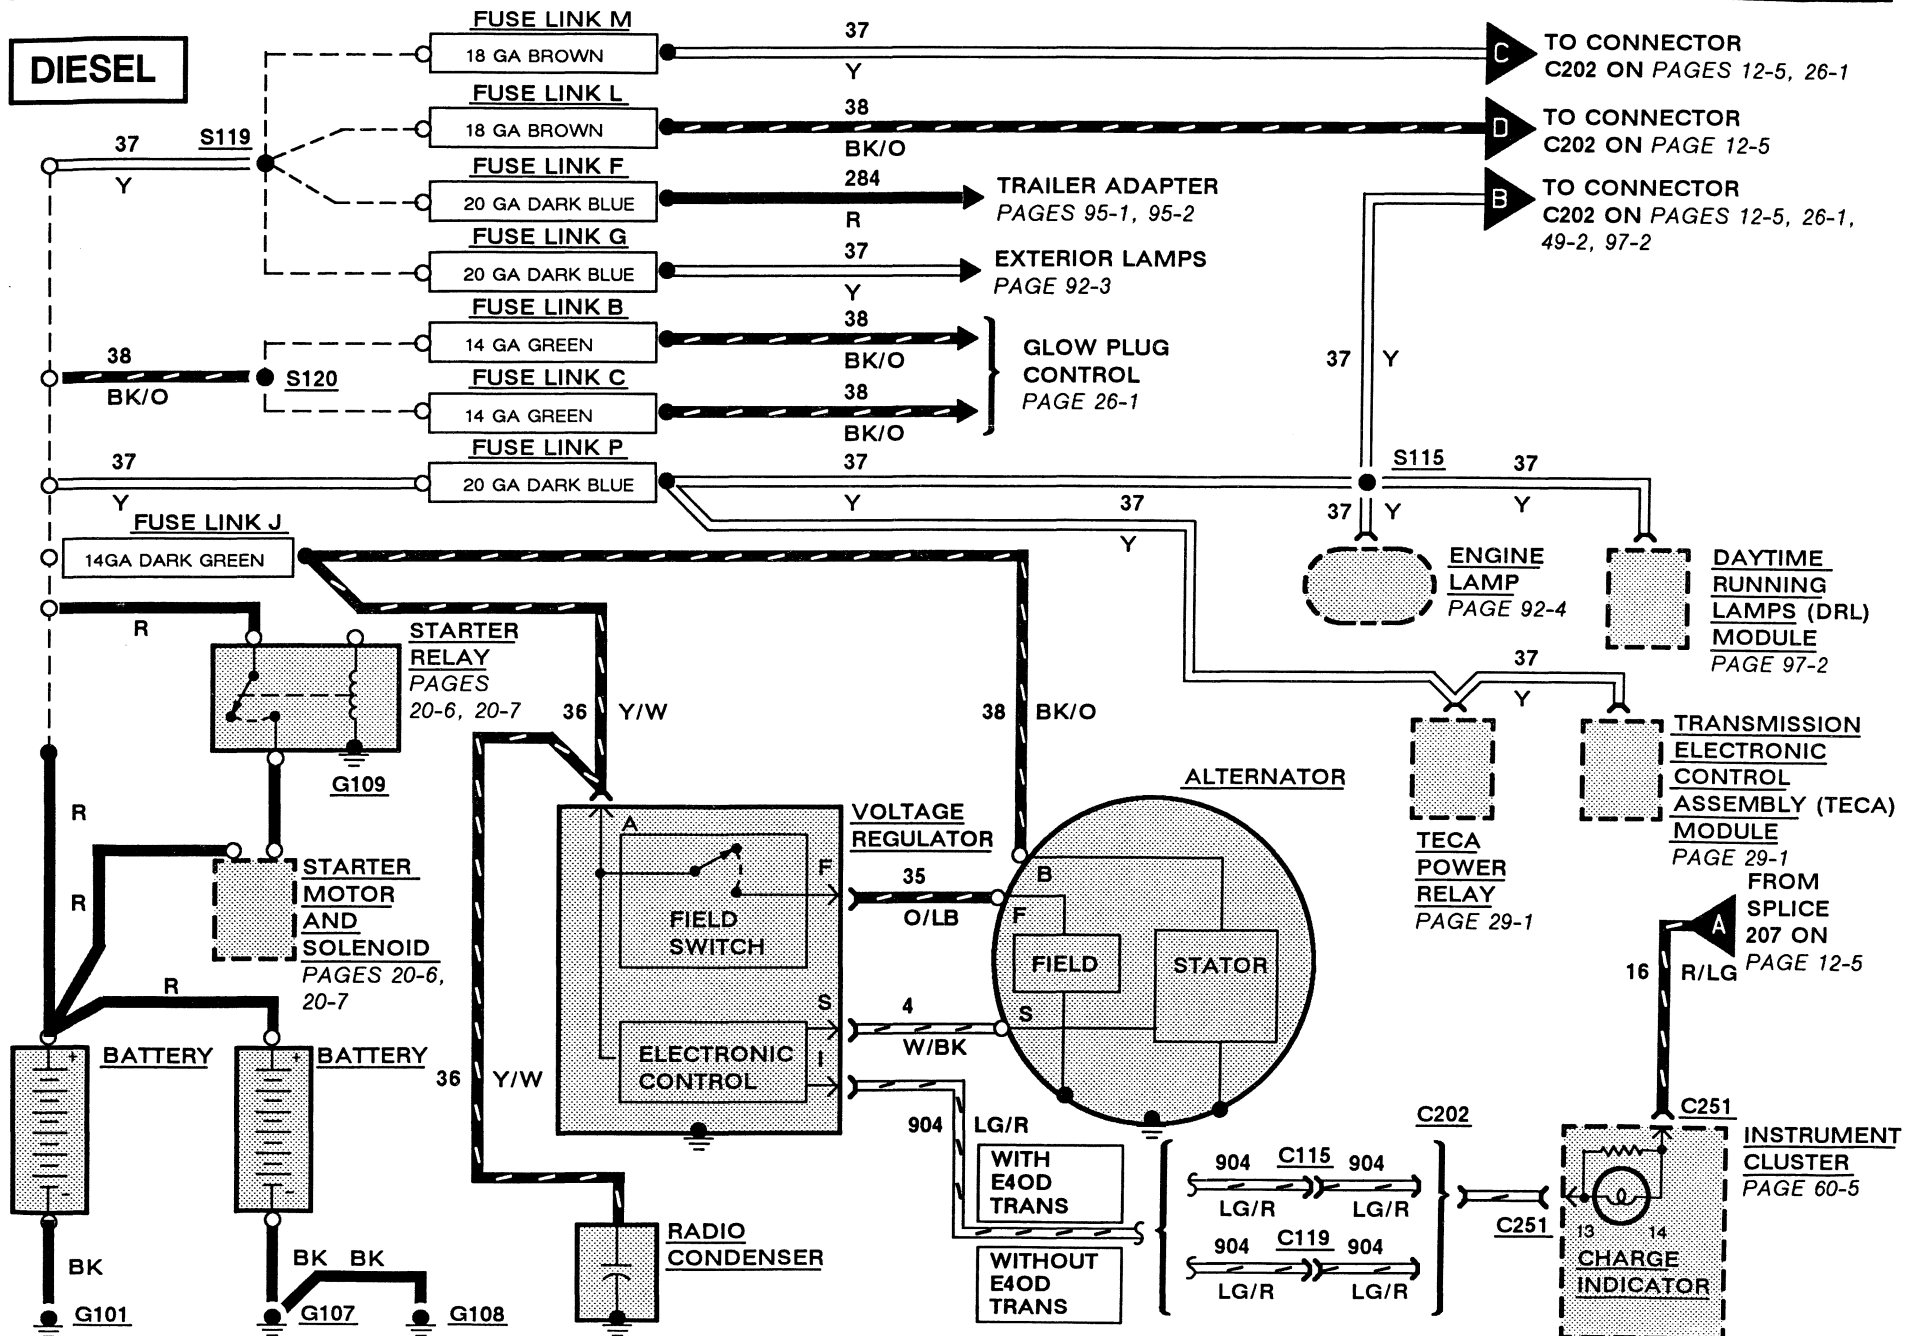 DIESEL
FUSE LINK M
18 GA BROWN
37
Y
C
TO CONNECTOR
C202 ON PAGES 12-5, 26-1
FUSE LINK L
18 GA BROWN
38
BK/O
D
TO CONNECTOR
C202 ON PAGE 12-5
37
Y
S119
FUSE LINK F
20 GA DARK BLUE
284
R
TRAILER ADAPTER
PAGES 95-1, 95-2
B
TO CONNECTOR
C202 ON PAGES 12-5, 26-1,
49-2, 97-2
FUSE LINK G
20 GA DARK BLUE
37
Y
EXTERIOR LAMPS
PAGE 92-3
FUSE LINK B
14 GA GREEN
38
BK/O
38
BK/O
S120
FUSE LINK C
14 GA GREEN
38
BK/O
GLOW PLUG
CONTROL
PAGE 26-1
37
Y
37
Y
FUSE LINK P
20 GA DARK BLUE
37
Y
37
Y
S115
37
Y
37
Y
FUSE LINK J
14GA DARK GREEN
ENGINE
LAMP
PAGE 92-4
DAYTIME
RUNNING
LAMPS (DRL)
MODULE
PAGE 97-2
R
STARTER
RELAY
PAGES
20-6, 20-7
G109
36
Y/W
38
BK/O
37
Y
TRANSMISSION
ELECTRONIC
CONTROL
ASSEMBLY (TECA)
MODULE
PAGE 29-1
TECA
POWER
RELAY
PAGE 29-1
ALTERNATOR
VOLTAGE
REGULATOR
R
R
STARTER
MOTOR
AND
SOLENOID
PAGES 20-6,
20-7
R
A
F
FIELD
SWITCH
35
O/LB
B
F
FIELD
STATOR
S
S
4
W/BK
I
ELECTRONIC
CONTROL
FROM
SPLICE
207 ON
PAGE 12-5
A
16
R/LG
BATTERY
+
-
BATTERY
+
-
36
Y/W
904
LG/R
WITH
E4OD
TRANS
WITHOUT
E4OD
TRANS
904
C115
904
LG/R
LG/R
904
C119
904
LG/R
LG/R
C202
C251
C251
INSTRUMENT
CLUSTER
PAGE 60-5
13
14
CHARGE
INDICATOR
RADIO
CONDENSER
BK
G101
BK
BK
G107
G108